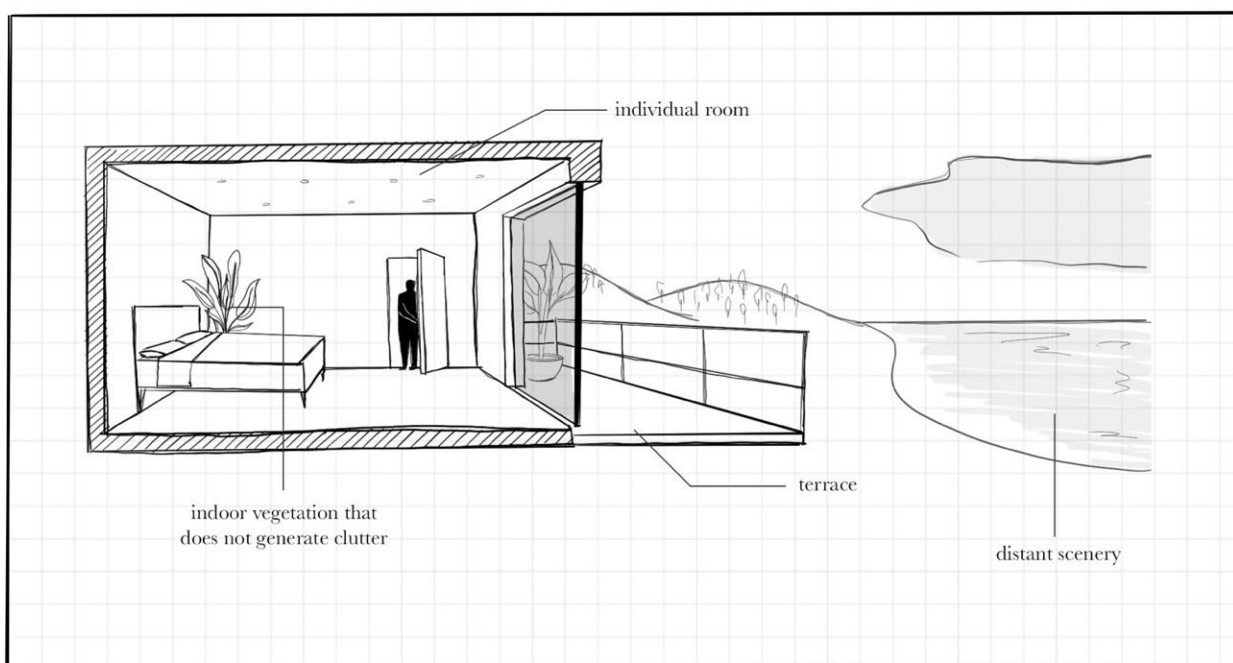 individual room
terrace
indoor vegetation that
does not generate clutter
distant scenery